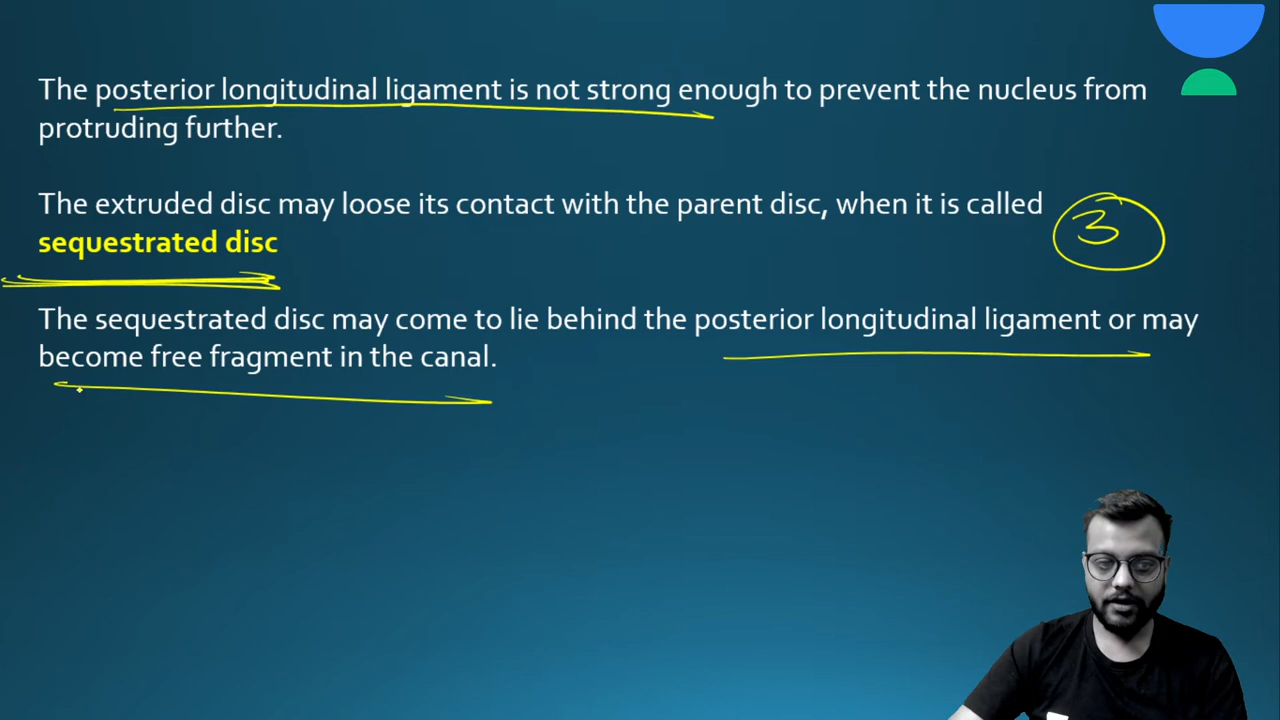 The posterior longitudinal ligament is not strong enough to prevent the nucleus from
protruding further.
The extruded disc may loose its contact with the parent disc, when it is called
sequestrated disc
3
The sequestrated disc may come to lie behind the posterior longitudinal ligament or may
become free fragment in the canal.